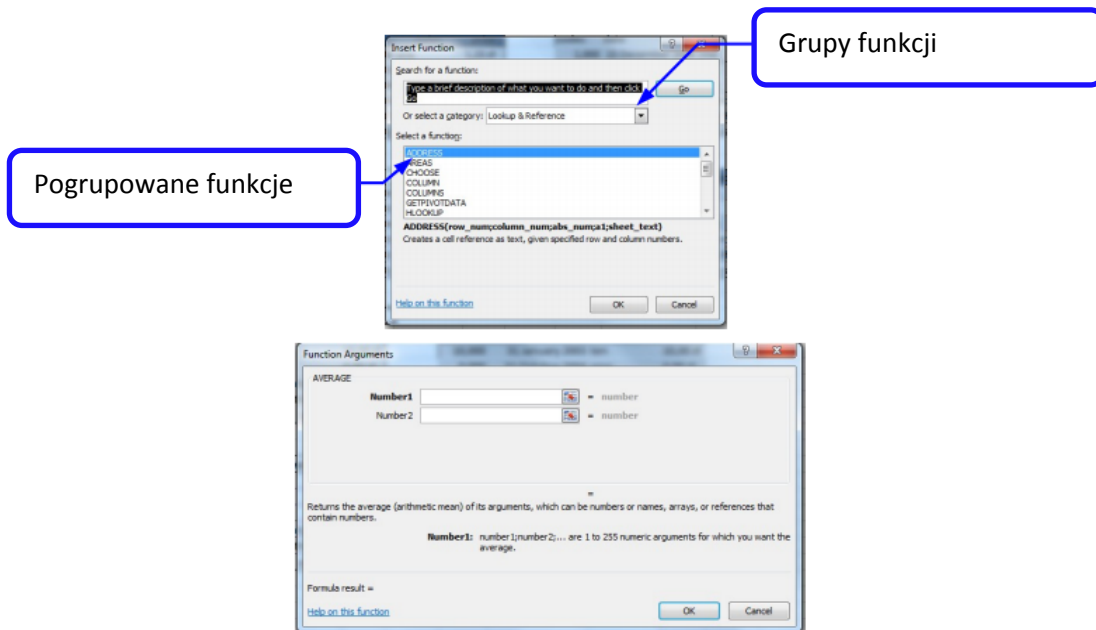 Grupy funkcji
Insert Function
Search for a function:
Type a brief description of what you want to do and then click
Go
Go
Or select a category: Lookup & Reference
Select a function:
Pogrupowane funkcje
ADDRESS
AREAS
CHOOSE
COLUMN
COLUMNS
GETPIVOTDATA
HLOOKUP
ADDRESS(row_num;column_num;abs_num;a1;sheet_text)
Creates a cell reference as text, given specified row and column numbers.
Help on this function
OK Cancel
Function Arguments
AVERAGE
Number1 = number
Number2 = number
=
Returns the average (arithmetic mean) of its arguments, which can be numbers or names, arrays, or references that
contain numbers.
Number1: number1;number2;... are 1 to 255 numeric arguments for which you want the
average.
Formula result =
Help on this function
OK Cancel